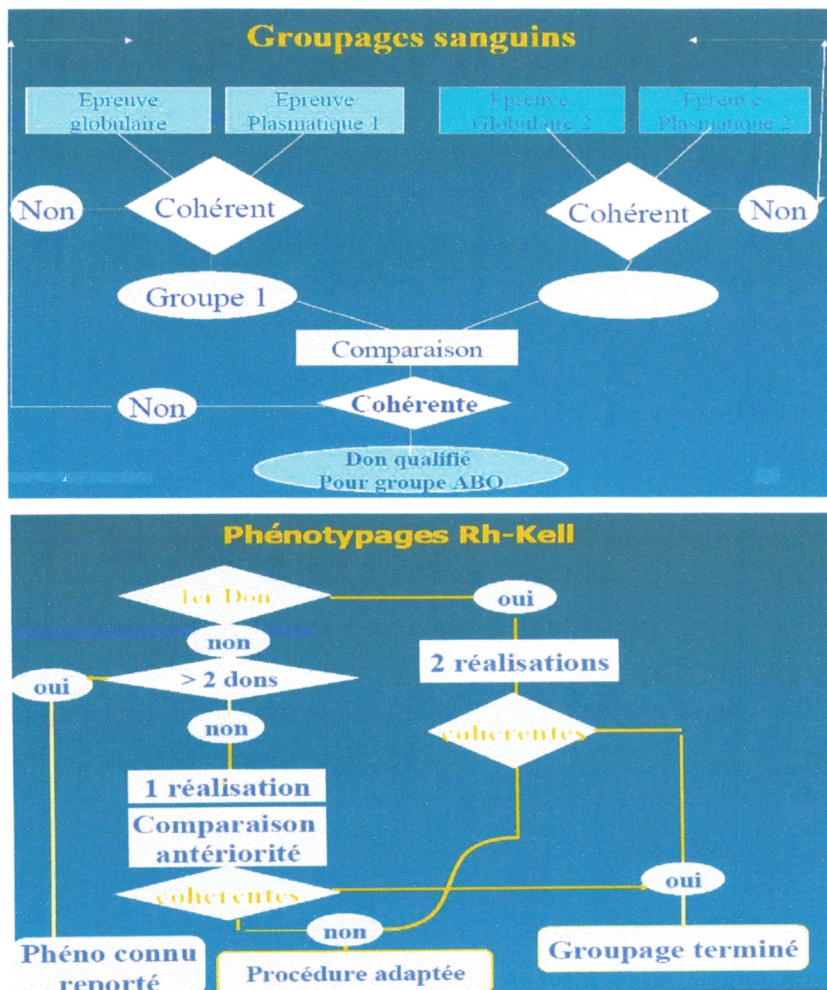 Groupages sanguins
Epreuve
globulaire
Epreuve
Plasmatique 1
Epreuve
Globulaire 2
Epreuve
Plasmatique 2
Non
Cohérent
Cohérent
Non
Groupe 1
Comparaison
Non
Cohérente
Don qualifié
Pour groupe ABO
Phénotypages Rh-Kell
1er Don
oui
non
2 réalisations
oui
> 2 dons
non
coherentes
1 réalisation
Comparaison
antériorité
coherentes
oui
non
Phéno connu
reporté
Procédure adaptée
Groupage terminé